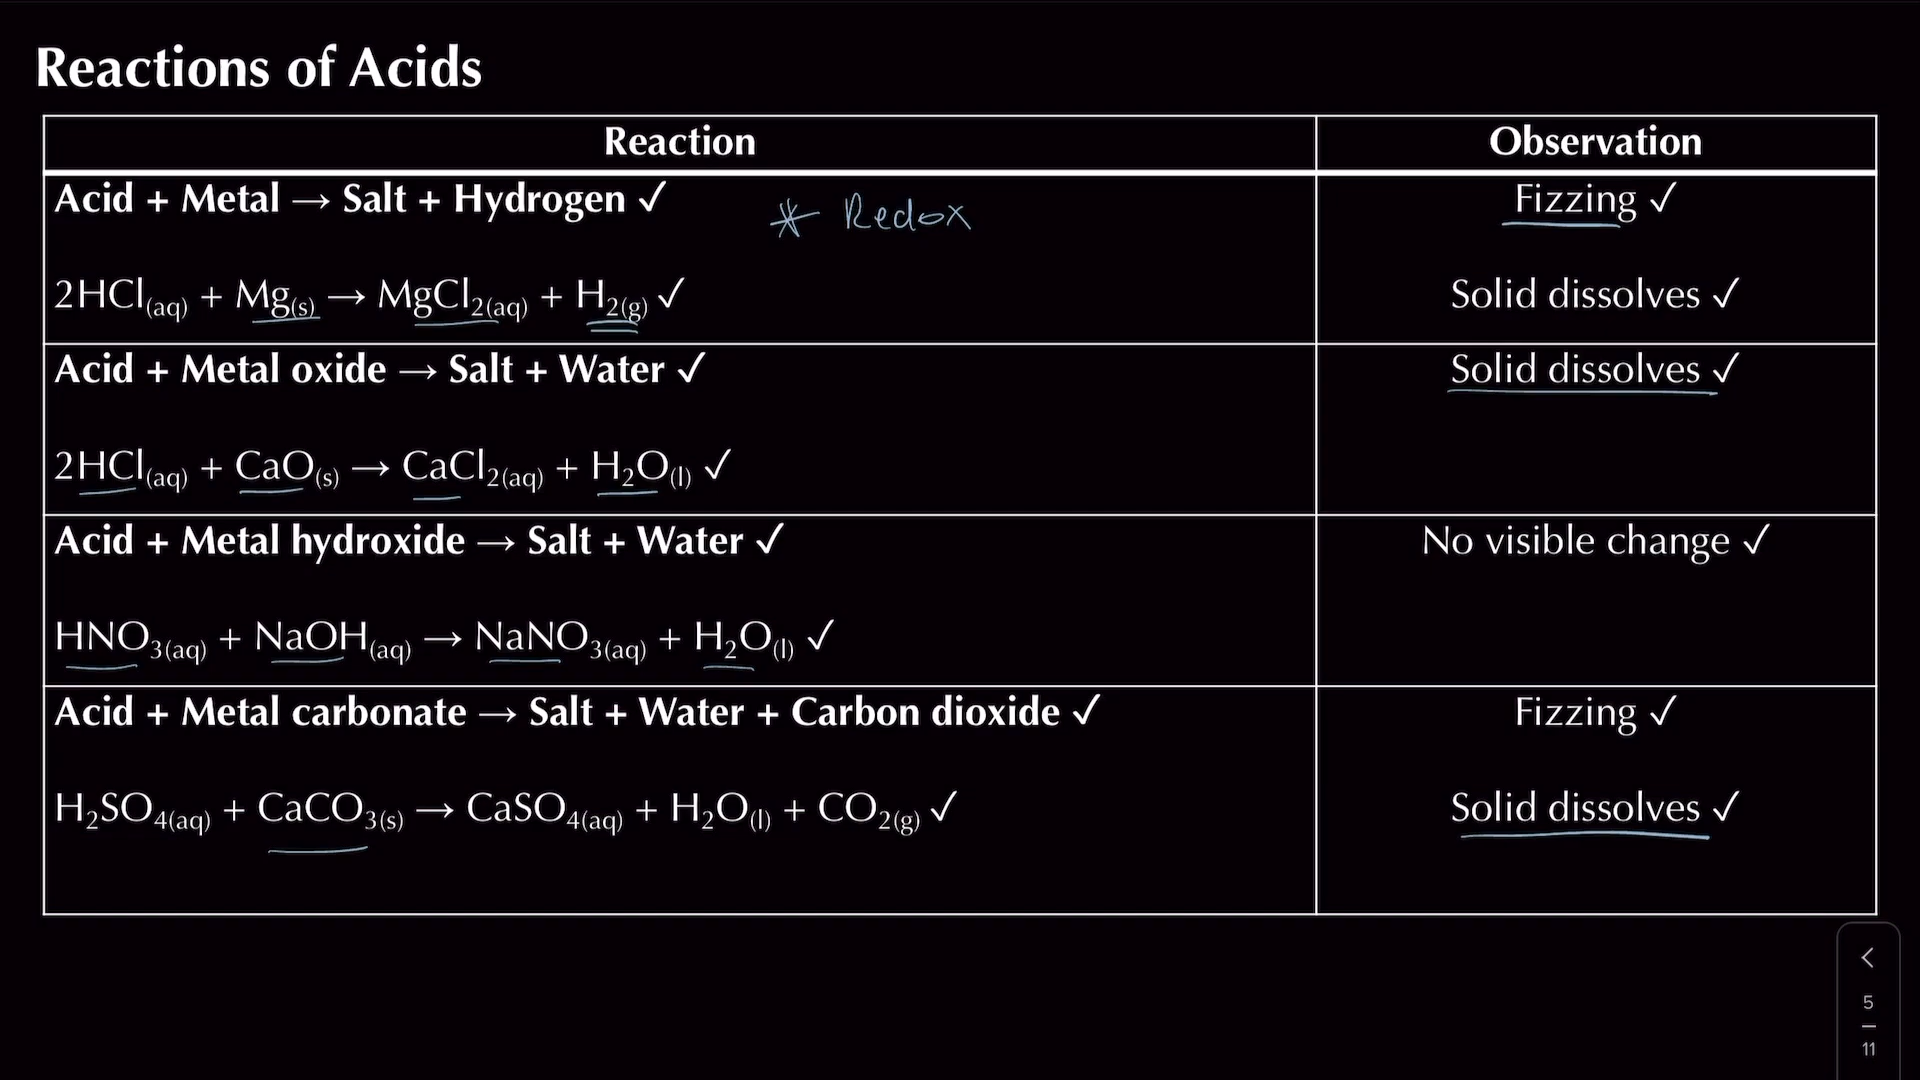 Reactions of Acids
Reaction
Observation
Acid + Metal → Salt + Hydrogen ✓
* Redox
Fizzing ✓
2HCl(aq) + Mg(s) → MgCl2(aq) + H2(g) ✓
Solid dissolves ✓
Acid + Metal oxide → Salt + Water ✓
Solid dissolves ✓
2HCl(aq) + CaO(s) → CaCl2(aq) + H2O(l) ✓
Acid + Metal hydroxide → Salt + Water ✓
No visible change ✓
HNO3(aq) + NaOH(aq) → NaNO3(aq) + H2O(l) ✓
Acid + Metal carbonate → Salt + Water + Carbon dioxide ✓
Fizzing ✓
H2SO4(aq) + CaCO3(s) → CaSO4(aq) + H2O(l) + CO2(g) ✓
Solid dissolves ✓
5
11